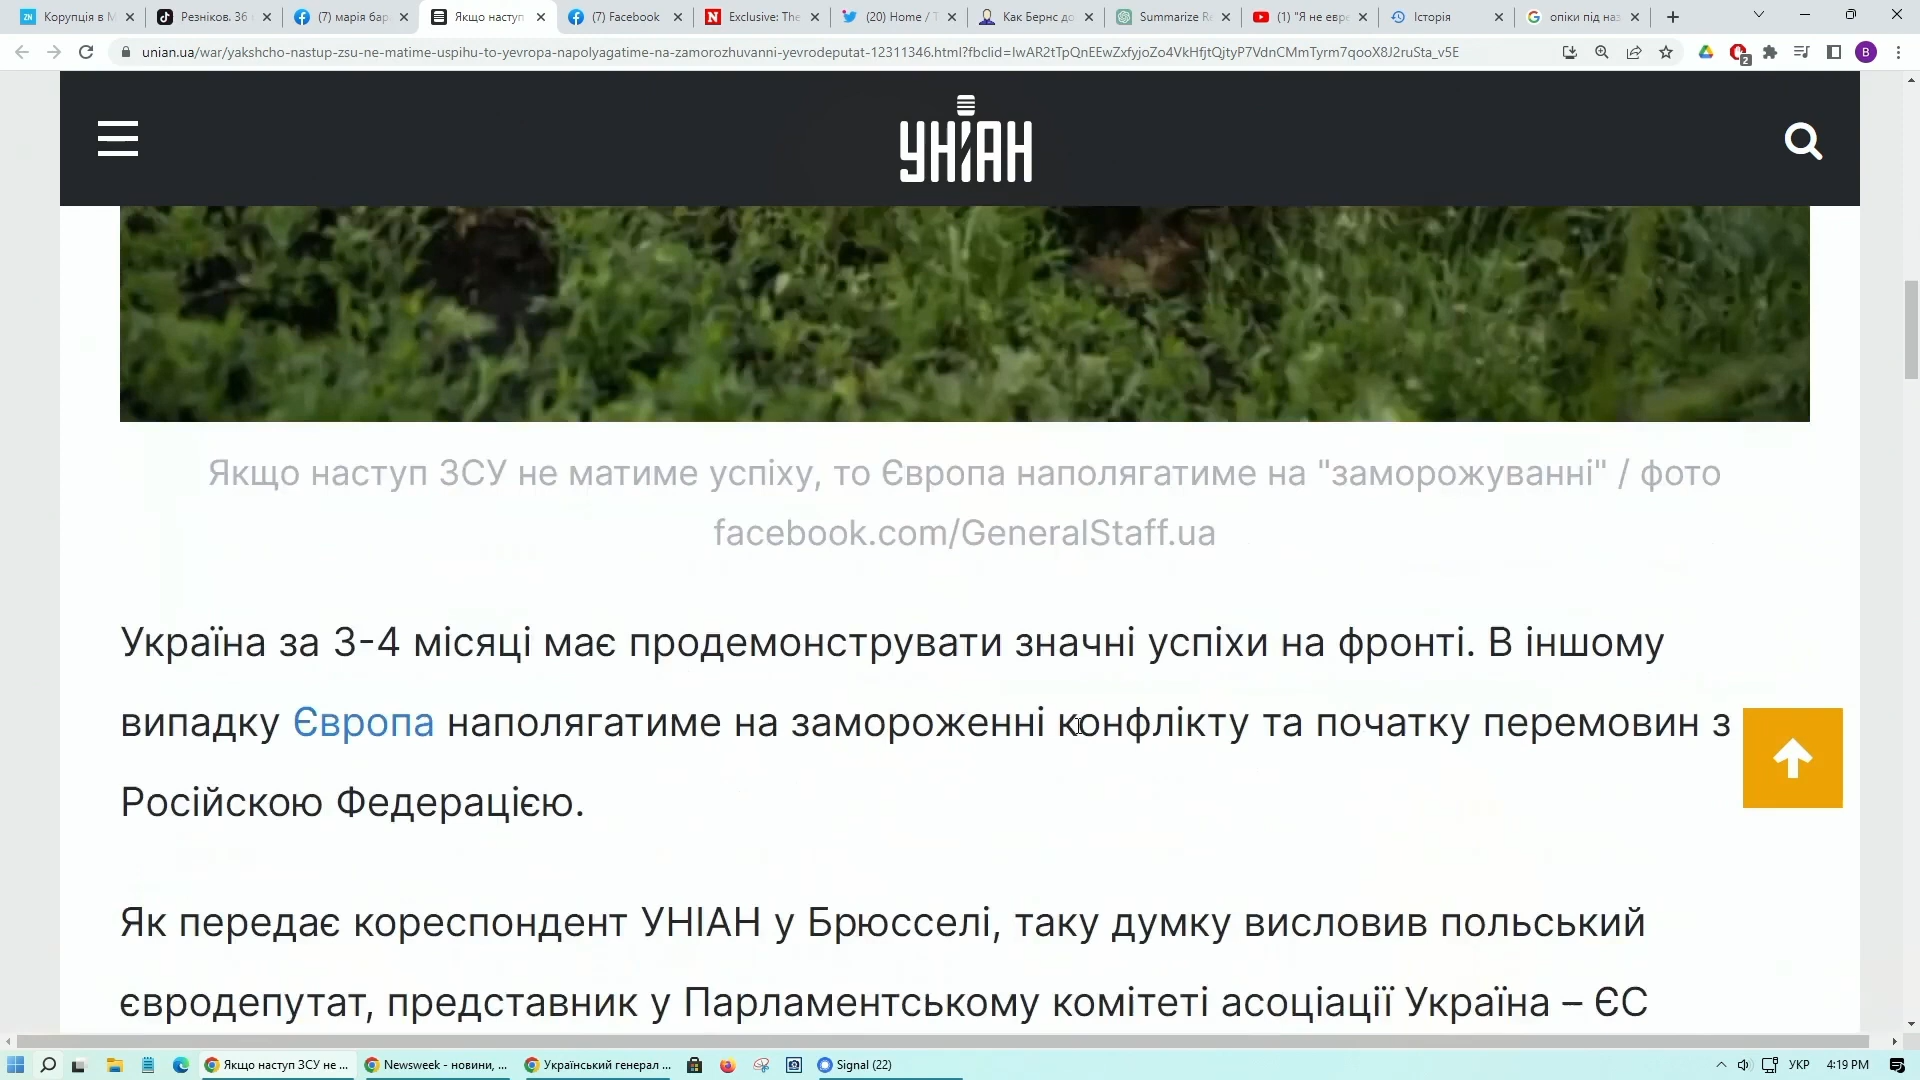 Корупція в М
Резніков. 36
(7) марія бар
Якщо наступ
(7) Facebook
Exclusive: The
(20) Home / T
Как Бернс до
Summarize Re
(1) "Я не евре
Історія
опіки під наз
unian.ua/war/yakshcho-nastup-zsu-ne-matime-uspihu-to-yevropa-napolyagatime-na-zamorozhuvanni-yevrodeputat-12311346.html?fbclid=IwAR2tTpQnEEwZxfyjoZo4VkHfjtQjtyP7VdnCMmTyrm7qooX8J2ruSta_v5E
2
B
УНІАН
Якщо наступ ЗСУ не матиме успіху, то Європа наполягатиме на "заморожуванні" / фото
facebook.com/GeneralStaff.ua
Україна за 3-4 місяці має продемонструвати значні успіхи на фронті. В іншому
випадку Європа наполягатиме на замороженні конфлікту та початку перемовин з
Російскою Федерацією.
Як передає кореспондент УНІАН у Брюсселі, таку думку висловив польський
євродепутат, представник у Парламентському комітеті асоціації Україна – ЄС
Якщо наступ ЗСУ не ...
Newsweek - новини, ...
Український генерал ...
Signal (22)
УКР
4:19 PM